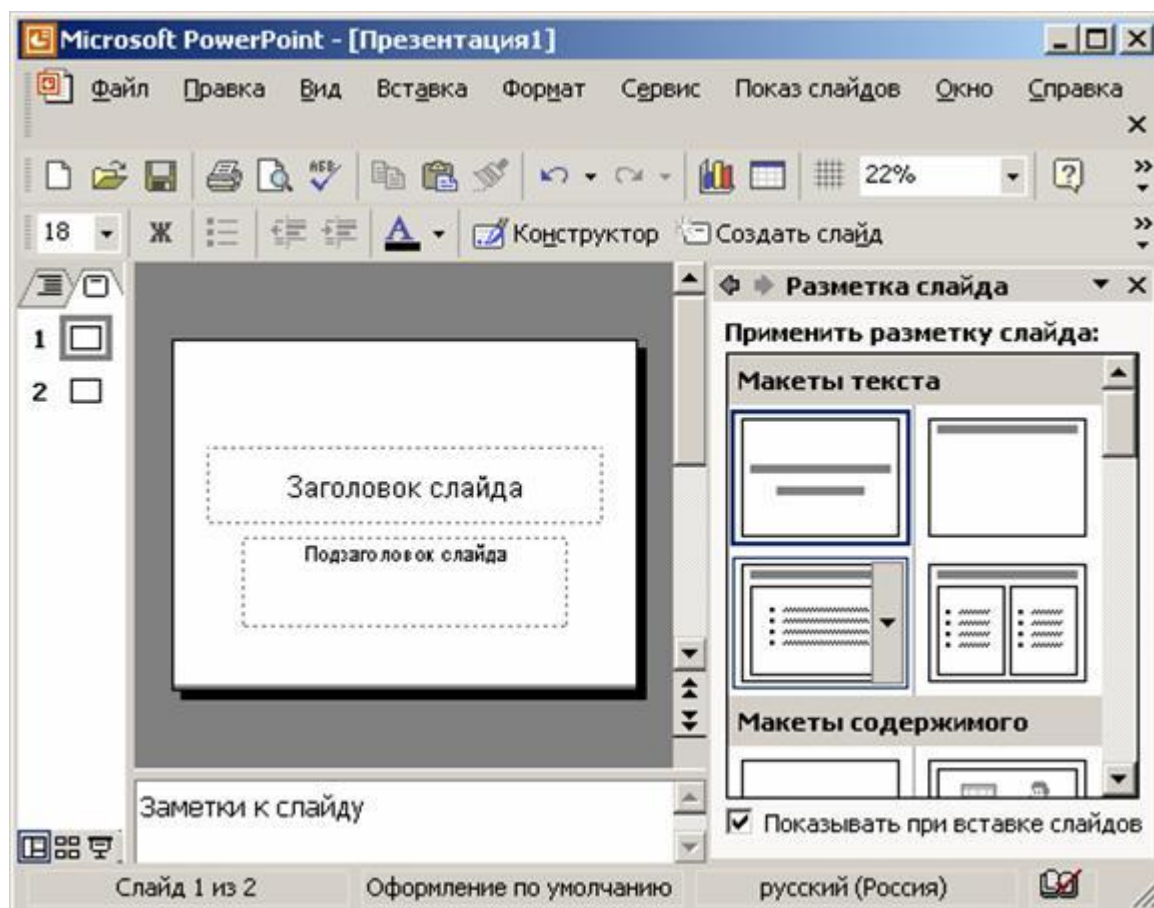 Microsoft PowerPoint - [Презентация1]
Файл Правка Вид Вставка Формат Сервис Показ слайдов Окно Справка
22%
18 Ж Конструктор Создать слайд
Разметка слайда
Применить разметку слайда:
Макеты текста
1
2
Заголовок слайда
Подзаголовок слайда
Макеты содержимого
Заметки к слайду
Показывать при вставке слайдов
Слайд 1 из 2 Оформление по умолчанию русский (Россия)